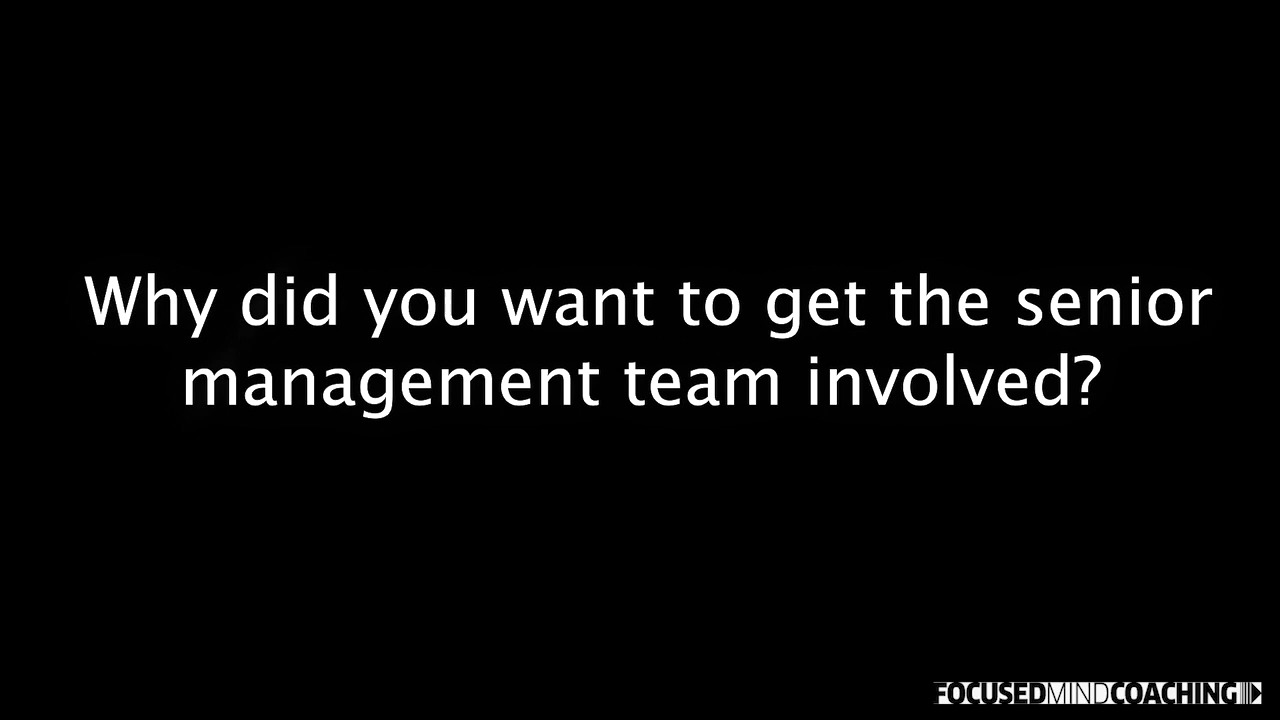 Why did you want to get the senior
management team involved?
FOCUSEDMINDCOACHING